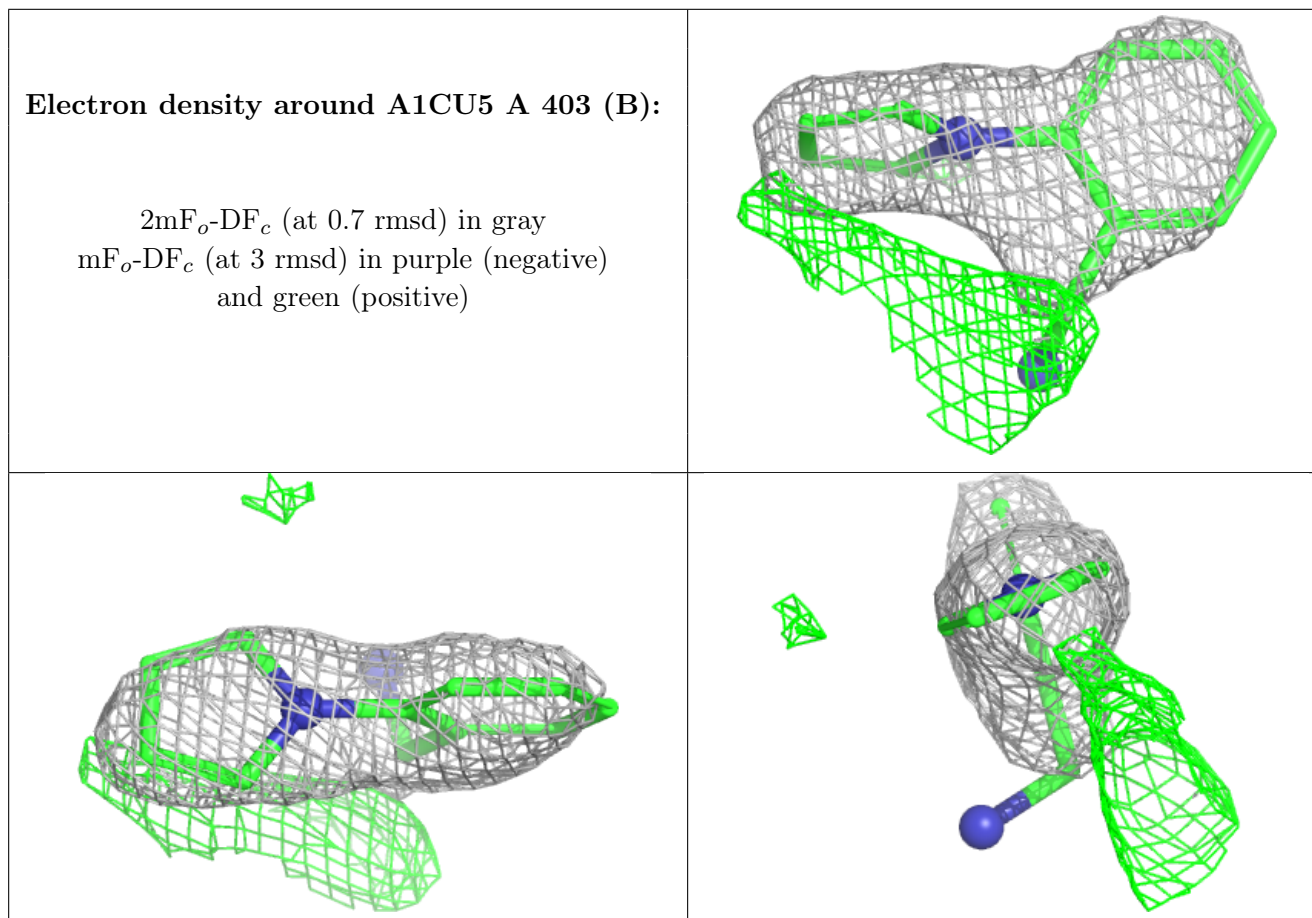 Electron density around A1CU5 A 403 (B):
2mFo-DFc (at 0.7 rmsd) in gray
mFo-DFc (at 3 rmsd) in purple (negative)
and green (positive)